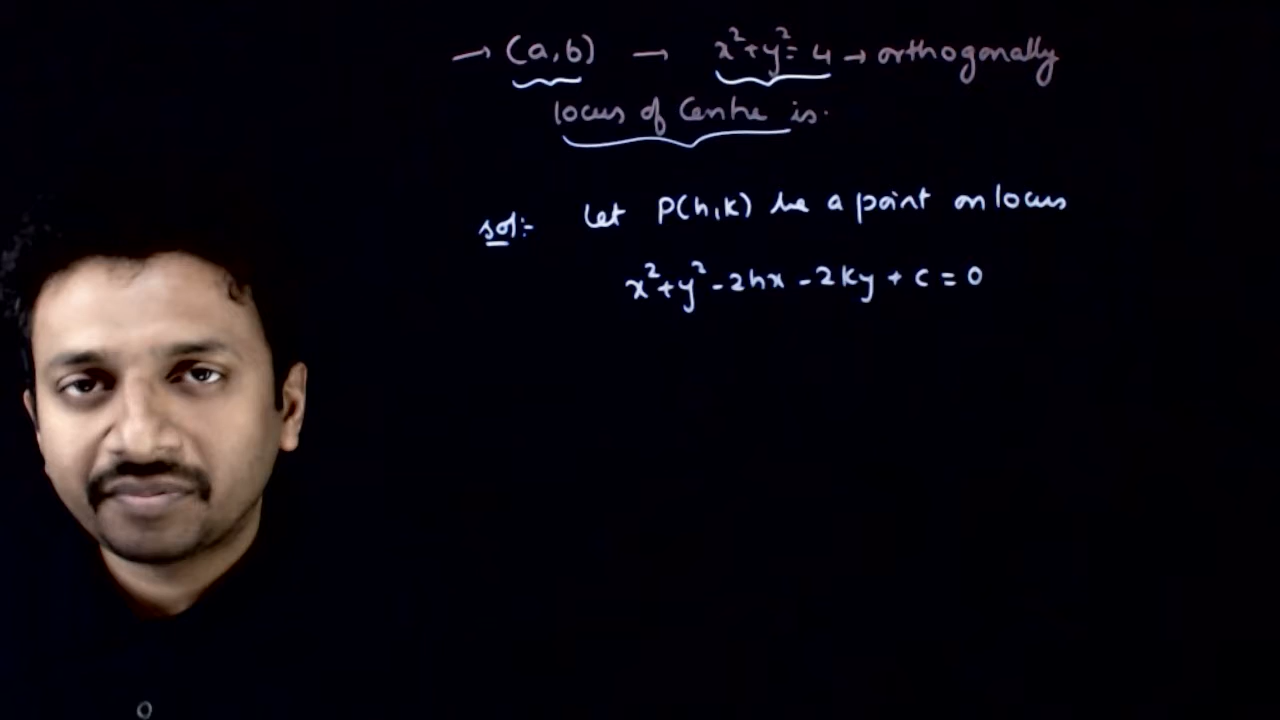 → (a,b) → x²+y²=4 → orthogonally
locus of Centre is.
sol:- Let P(h,k) be a point on locus
x²+y²-2hx-2ky+c=0